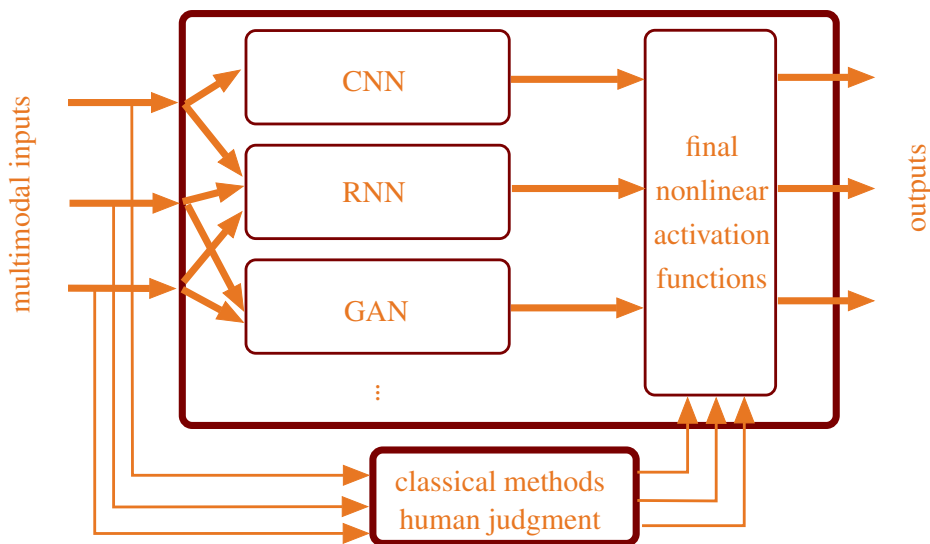 multimodal inputs
CNN
RNN
GAN
...
final
nonlinear
activation
functions
outputs
classical methods
human judgment